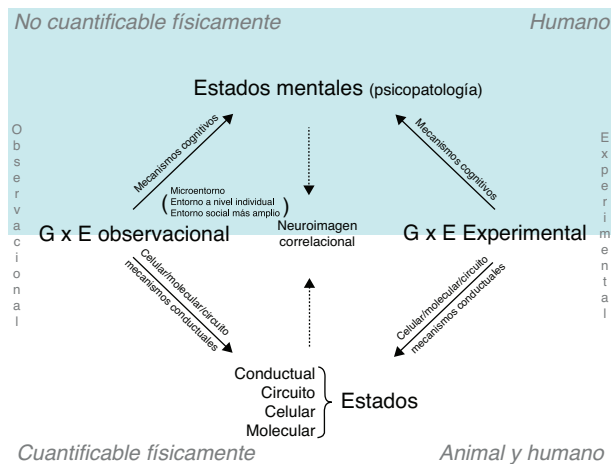 No cuantificable físicamente
Humano
Estados mentales (psicopatología)
Observacional
Experimental
Mecanismos cognitivos
Mecanismos cognitivos
Microentorno
Entorno a nivel individual
Entorno social más amplio
G x E observacional
Neuroimagen
correlacional
G x E Experimental
Celular/molecular/circuito
mecanismos conductuales
Celular/molecular/circuito
mecanismos conductuales
Conductual
Circuito
Celular
Molecular
Estados
Cuantificable físicamente
Animal y humano